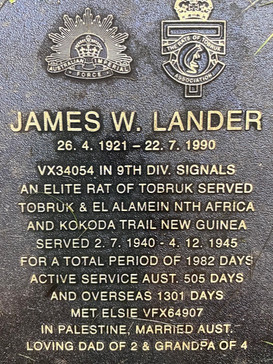 AUSTRALIAN IMPERIAL
FORCE
THE RATS OF TOBRUK
ASSOCIATION
JAMES W. LANDER
26. 4. 1921 – 22. 7. 1990
VX34054 IN 9TH DIV. SIGNALS
AN ELITE RAT OF TOBRUK SERVED
TOBRUK & EL ALAMEIN NTH AFRICA
AND KOKODA TRAIL NEW GUINEA
SERVED 2. 7. 1940 - 4. 12. 1945
FOR A TOTAL PERIOD OF 1982 DAYS
ACTIVE SERVICE AUST. 505 DAYS
AND OVERSEAS 1301 DAYS
MET ELSIE VFX64907
IN PALESTINE, MARRIED AUST.
LOVING DAD OF 2 & GRANDPA OF 4